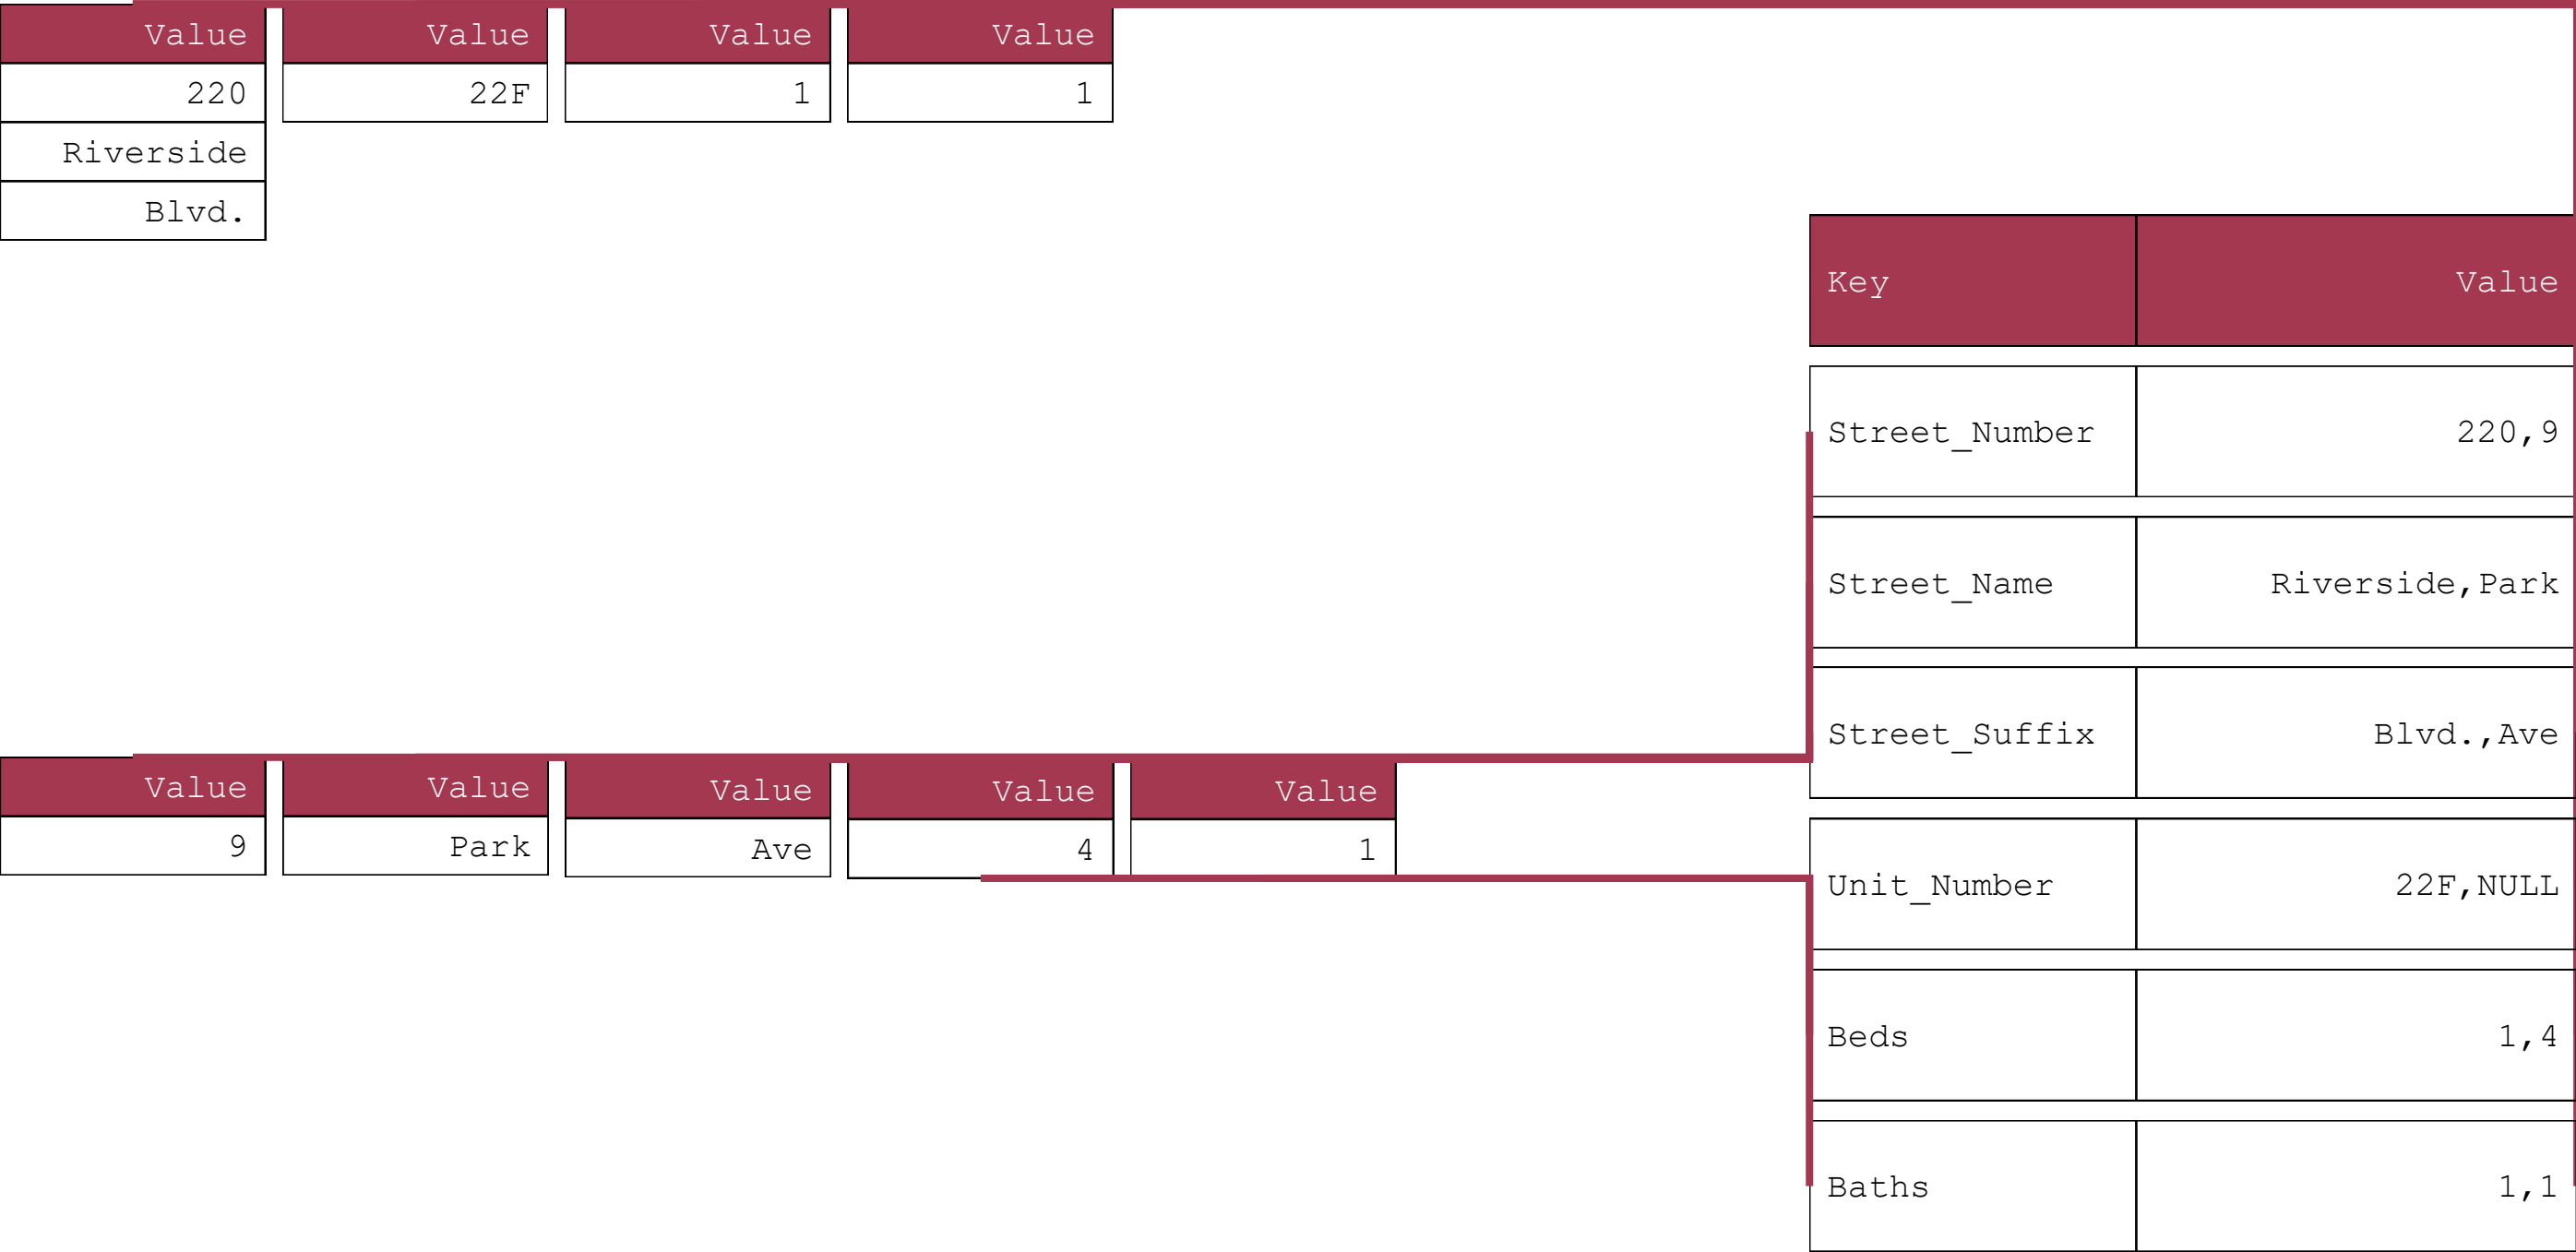 Value Value Value Value
220 22F 1 1
Riverside
Blvd.
Key Value
Street_Number 220,9
Street_Name Riverside,Park
Street_Suffix Blvd.,Ave
Value Value Value Value Value
9 Park Ave 4 1
Unit_Number 22F,NULL
Beds 1,4
Baths 1,1